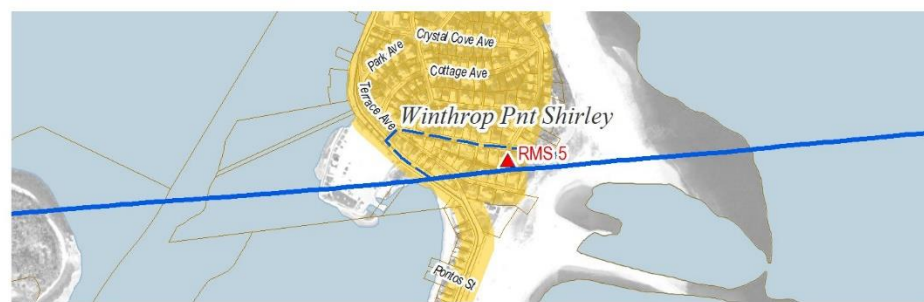 Crystal Cove Ave
Park Ave
Cottage Ave
Terrace Ave
Winthrop Pnt Shirley
RMS 5
Pontos St